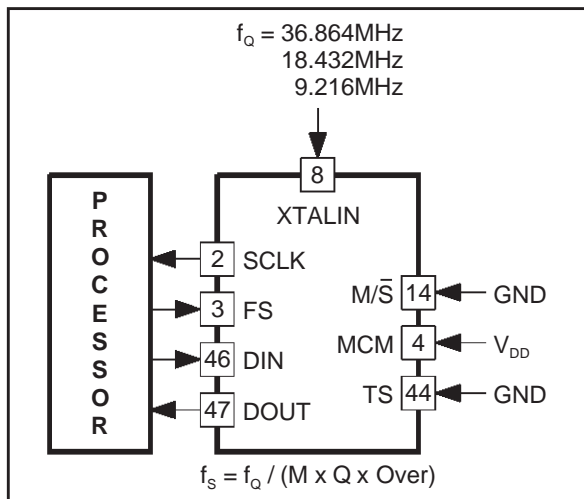 f_Q = 36.864MHz
18.432MHz
9.216MHz
8
XTALIN
PROCESSOR
2 SCLK
3 FS
46 DIN
47 DOUT
M/S̅ 14 GND
MCM 4 V_DD
TS 44 GND
f_S = f_Q / (M x Q x Over)